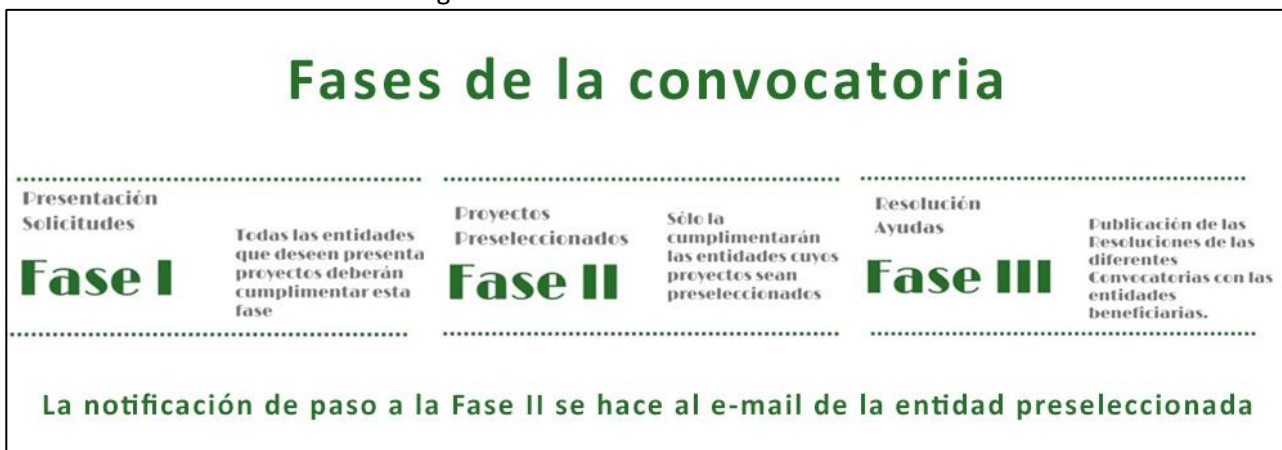 Fases de la convocatoria
Presentación
Solicitudes
Fase I
Todas las entidades
que deseen presenta
proyectos deberán
cumplimentar esta
fase
Proyectos
Preseleccionados
Fase II
Sólo la
cumplimentarán
las entidades cuyos
proyectos sean
preseleccionados
Resolución
Ayudas
Fase III
Publicación de las
Resoluciones de las
diferentes
Convocatorias con las
entidades
beneficiarias.
La notificación de paso a la Fase II se hace al e-mail de la entidad preseleccionada